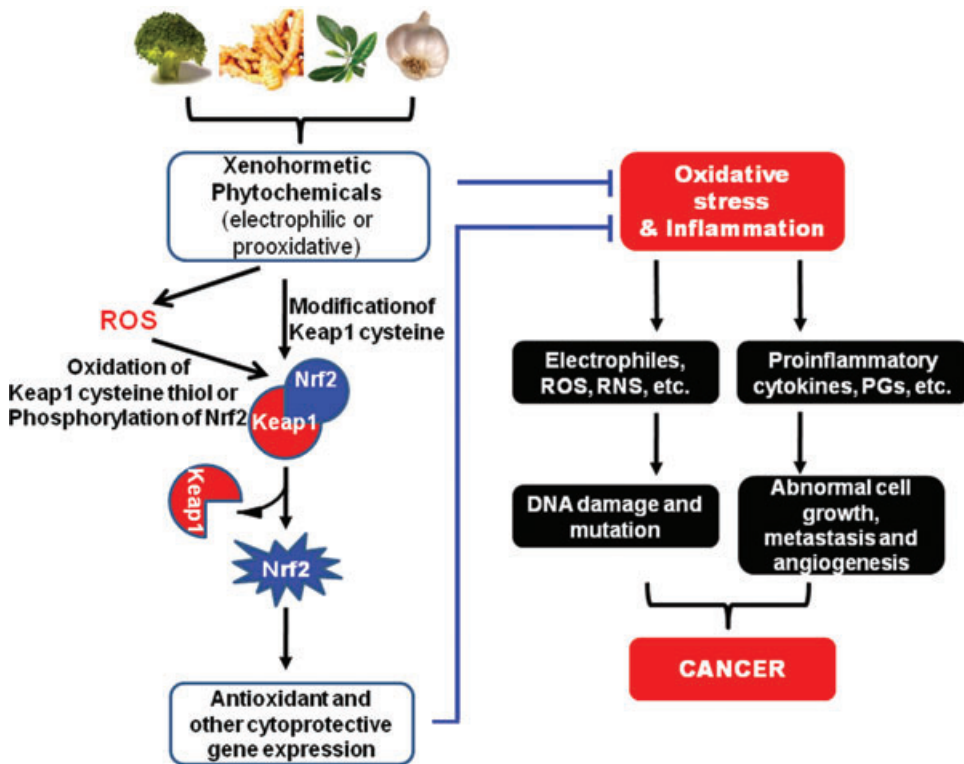 Xenohormetic
Phytochemicals
(electrophilic or
prooxidative)
Oxidative
stress
& Inflammation
ROS
Modificationof
Keap1 cysteine
Oxidation of
Keap1 cysteine thiol or
Phosphorylation of Nrf2
Nrf2
Keap1
Electrophiles,
ROS, RNS, etc.
Proinflammatory
cytokines, PGs, etc.
Keap1
Nrf2
DNA damage and
mutation
Abnormal cell
growth,
metastasis and
angiogenesis
CANCER
Antioxidant and
other cytoprotective
gene expression